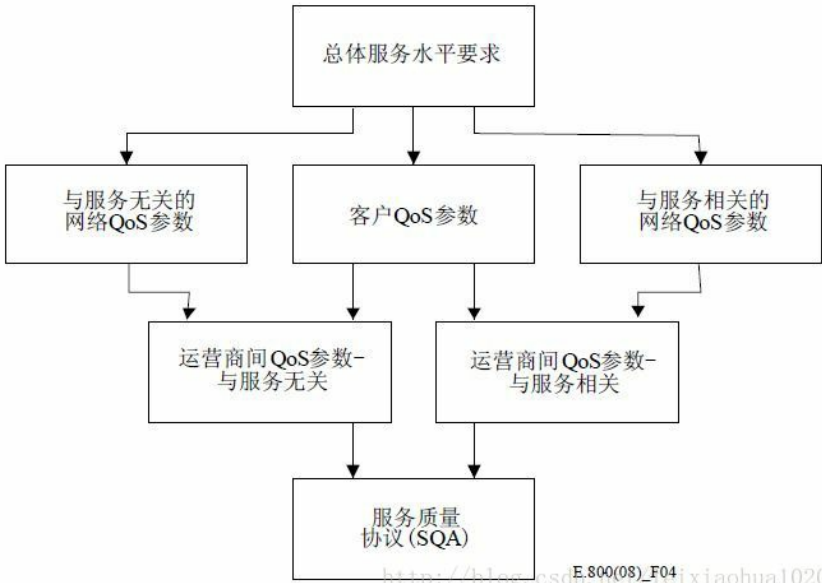 总体服务水平要求
与服务无关的
网络QoS参数
客户QoS参数
与服务相关的
网络QoS参数
运营商间QoS参数-
与服务无关
运营商间QoS参数-
与服务相关
服务质量
协议(SQA)
E.800(08)_F04